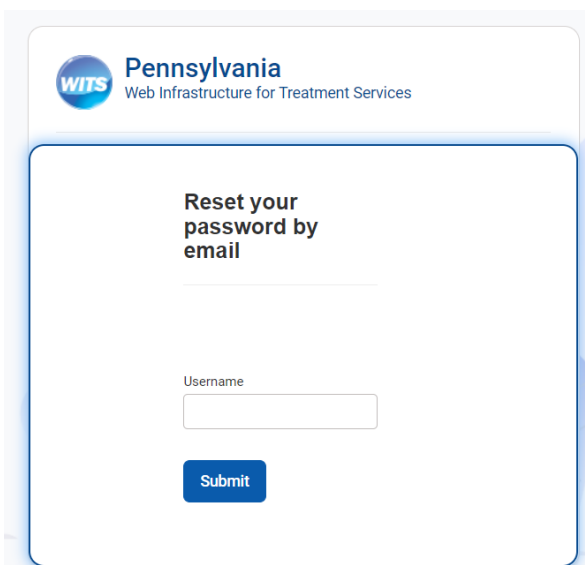 WITS
Pennsylvania
Web Infrastructure for Treatment Services
Reset your
password by
email
Username
Submit